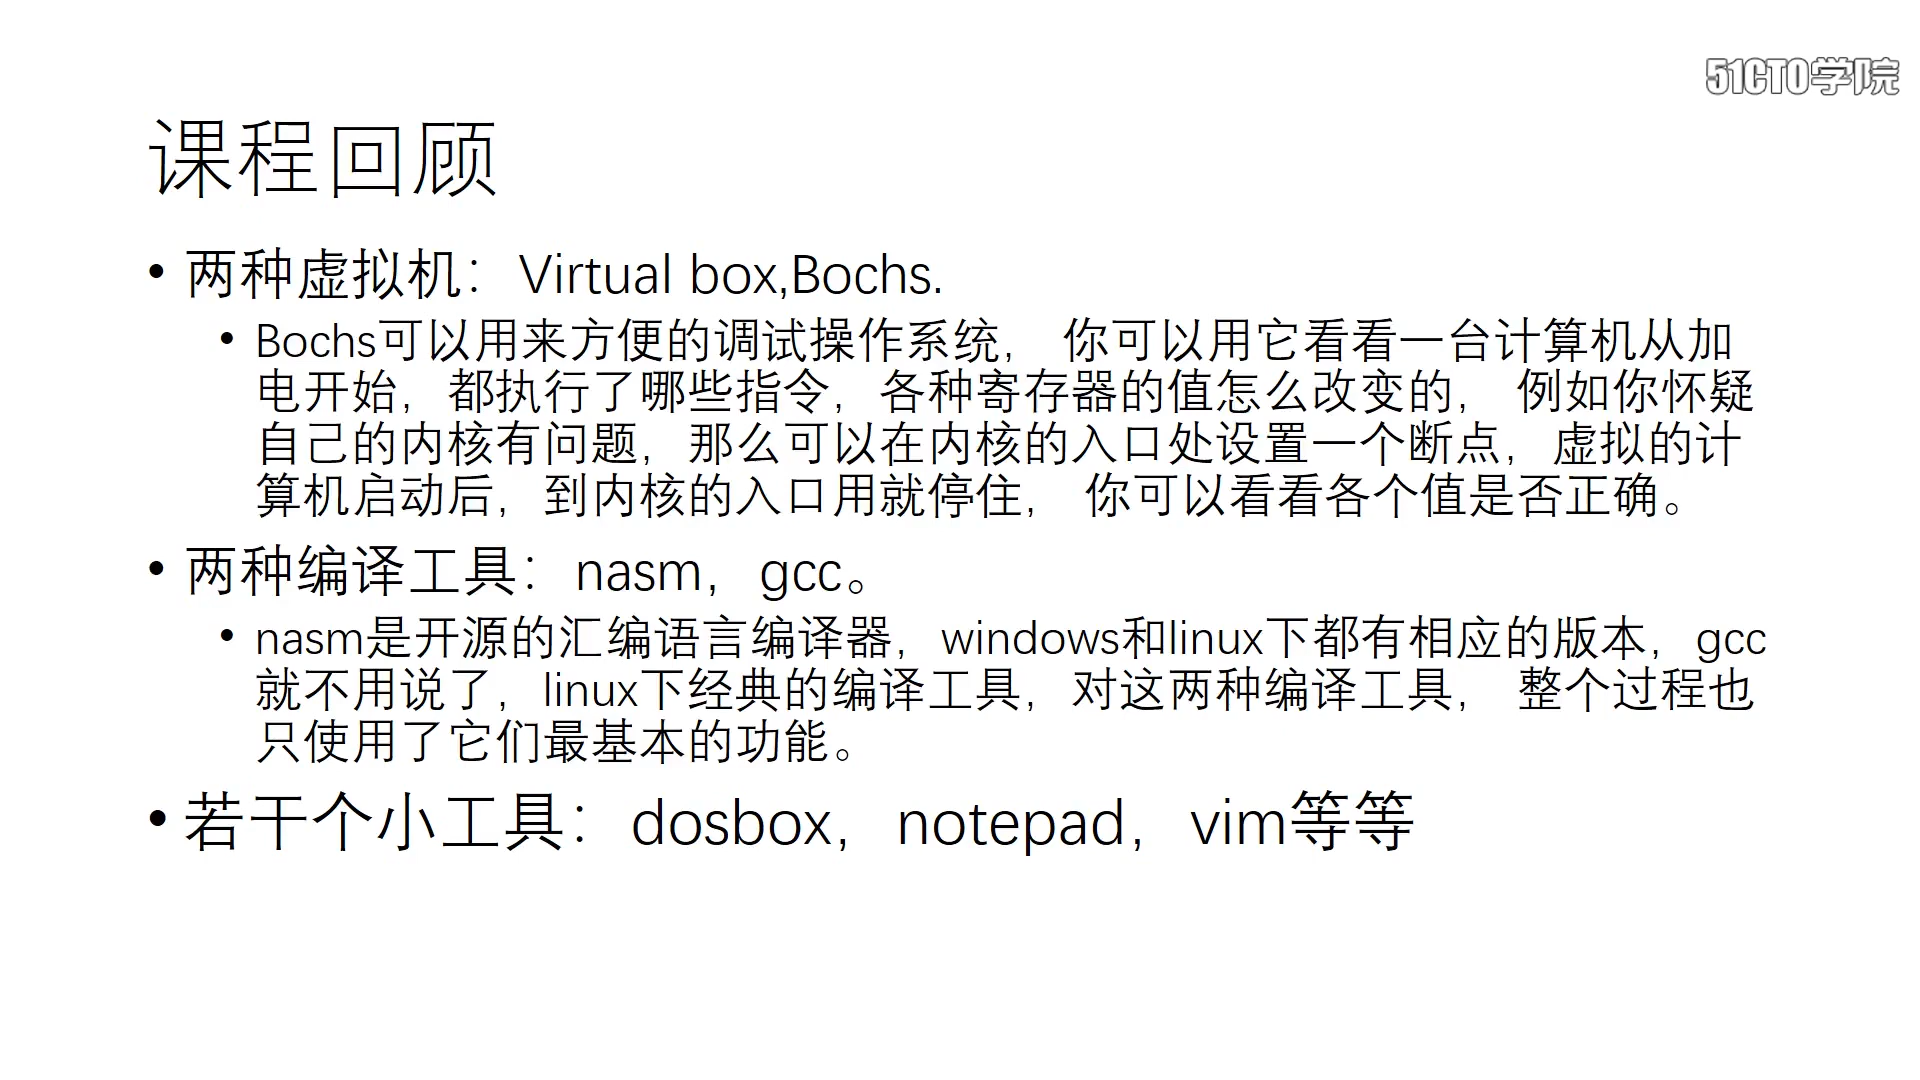 51CTO学院
课程回顾
• 两种虚拟机：Virtual box,Bochs.
• Bochs可以用来方便的调试操作系统， 你可以用它看看一台计算机从加
电开始，都执行了哪些指令，各种寄存器的值怎么改变的， 例如你怀疑
自己的内核有问题，那么可以在内核的入口处设置一个断点，虚拟的计
算机启动后，到内核的入口用就停住， 你可以看看各个值是否正确。
• 两种编译工具：nasm，gcc。
• nasm是开源的汇编语言编译器，windows和linux下都有相应的版本，gcc
就不用说了，linux下经典的编译工具，对这两种编译工具， 整个过程也
只使用了它们最基本的功能。
• 若干个小工具：dosbox，notepad，vim等等